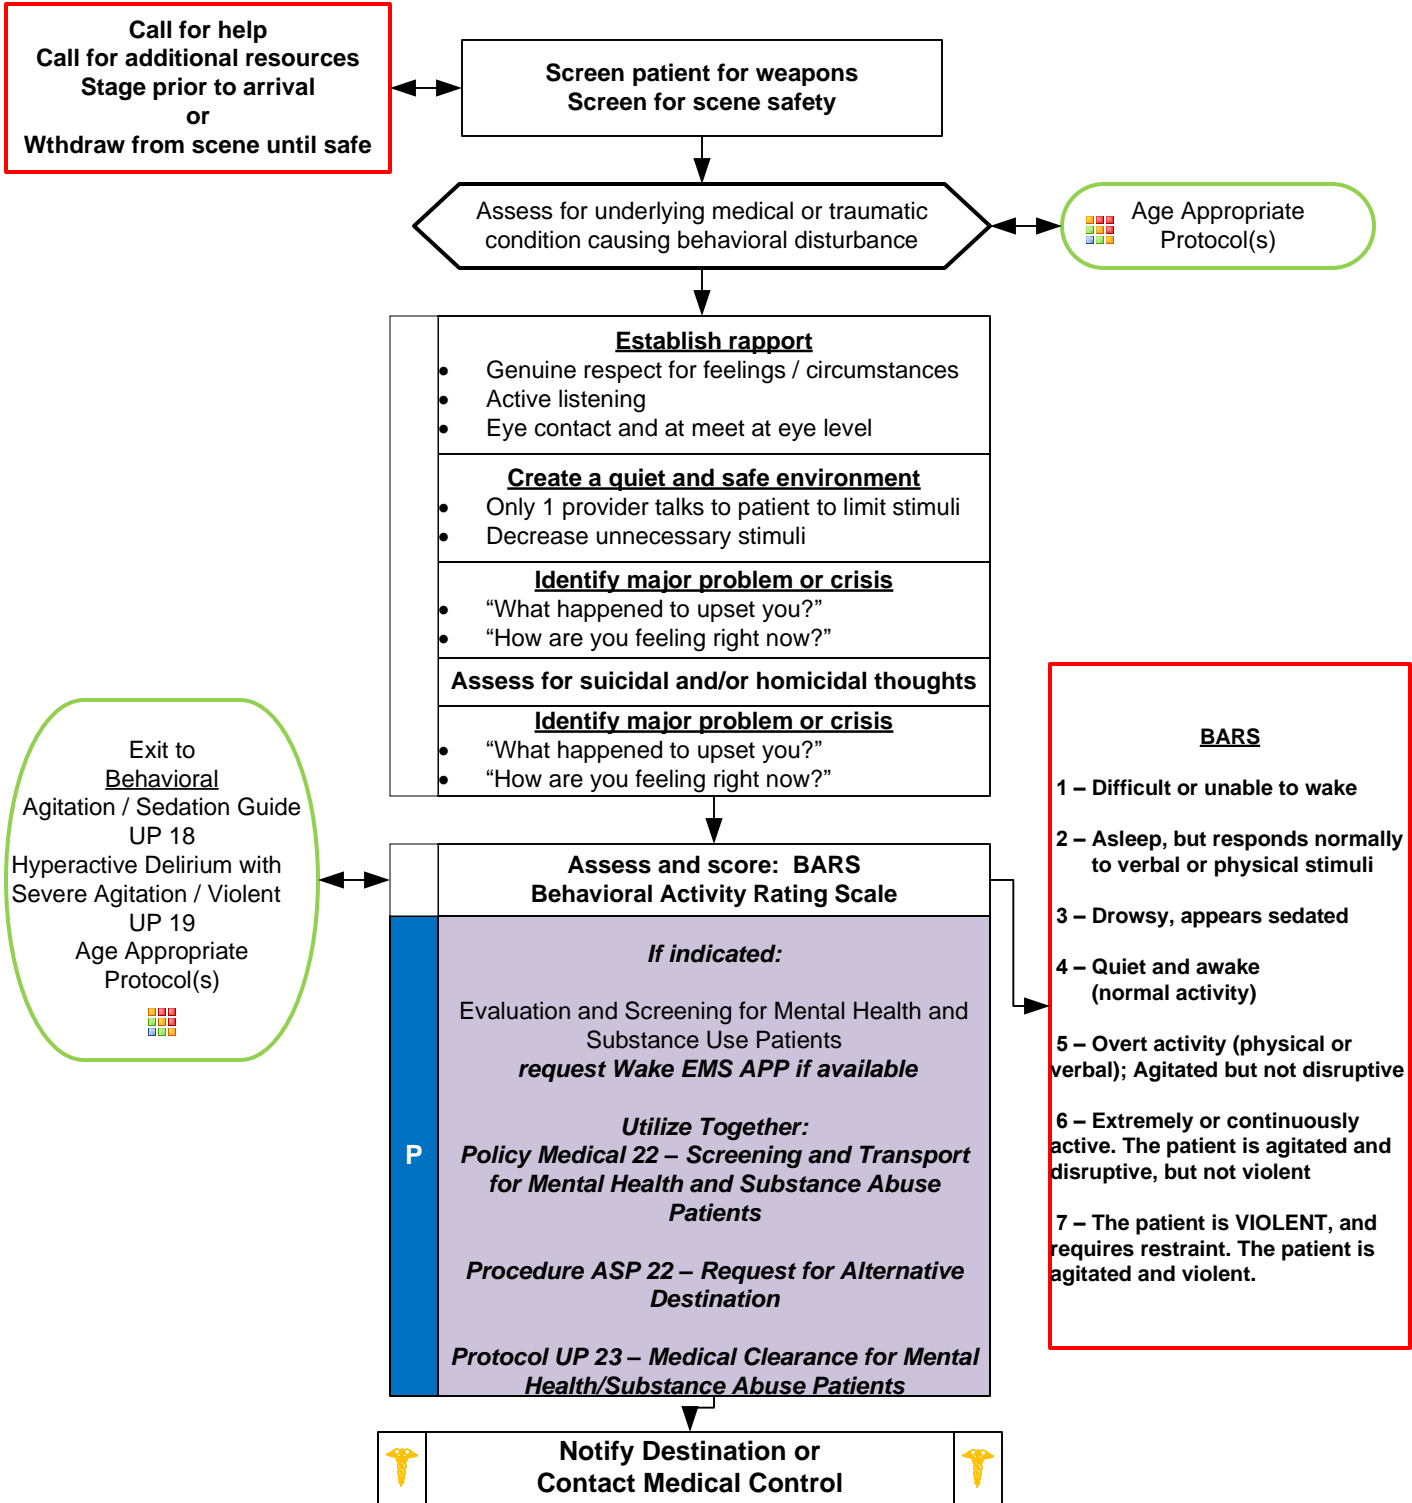 Call for help
Call for additional resources
Stage prior to arrival
or
Wthdraw from scene until safe
Screen patient for weapons
Screen for scene safety
Assess for underlying medical or traumatic
condition causing behavioral disturbance
Age Appropriate
Protocol(s)
Establish rapport
• Genuine respect for feelings / circumstances
• Active listening
• Eye contact and at meet at eye level
Create a quiet and safe environment
• Only 1 provider talks to patient to limit stimuli
• Decrease unnecessary stimuli
Identify major problem or crisis
• “What happened to upset you?”
• “How are you feeling right now?”
Assess for suicidal and/or homicidal thoughts
Identify major problem or crisis
• “What happened to upset you?”
• “How are you feeling right now?”
Exit to
Behavioral
Agitation / Sedation Guide
UP 18
Hyperactive Delirium with
Severe Agitation / Violent
UP 19
Age Appropriate
Protocol(s)
Assess and score: BARS
Behavioral Activity Rating Scale
P
If indicated:
Evaluation and Screening for Mental Health and
Substance Use Patients
request Wake EMS APP if available
Utilize Together:
Policy Medical 22 – Screening and Transport
for Mental Health and Substance Abuse
Patients
Procedure ASP 22 – Request for Alternative
Destination
Protocol UP 23 – Medical Clearance for Mental
Health/Substance Abuse Patients
BARS
1 – Difficult or unable to wake
2 – Asleep, but responds normally
to verbal or physical stimuli
3 – Drowsy, appears sedated
4 – Quiet and awake
(normal activity)
5 – Overt activity (physical or
verbal); Agitated but not disruptive
6 – Extremely or continuously
active. The patient is agitated and
disruptive, but not violent
7 – The patient is VIOLENT, and
requires restraint. The patient is
agitated and violent.
Notify Destination or
Contact Medical Control